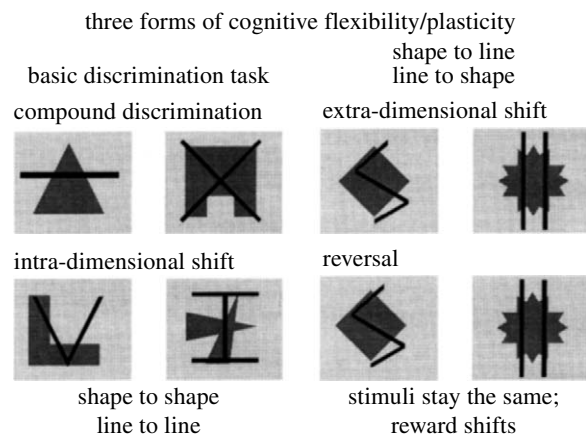 three forms of cognitive flexibility/plasticity
basic discrimination task
shape to line
line to shape
compound discrimination
extra-dimensional shift
intra-dimensional shift
reversal
shape to shape
line to line
stimuli stay the same;
reward shifts